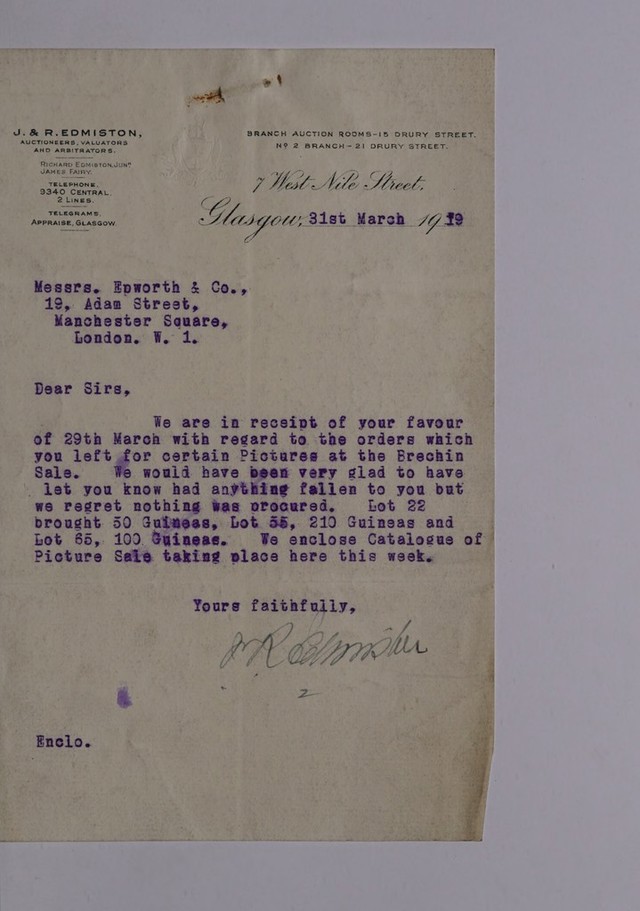 J. & R. EDMISTON,
AUCTIONEERS, VALUATORS
AND ARBITRATORS.
RICHARD EDMISTON, JUNR
JAMES FAIRY.
TELEPHONE.
9340 CENTRAL.
2 LINES.
TELEGRAMS.
APPRAISE, GLASGOW
BRANCH AUCTION ROOMS-15 DRURY STREET.
No 2 BRANCH-21 DRURY STREET.
7 West Nile Street.
Glasgow, 31st March 1919
Messrs. Epworth & Co.,
19, Adam Street,
Manchester Square,
London. W. 1.
Dear Sirs,
We are in receipt of your favour
of 29th March with regard to the orders which
you left for certain Pictures at the Brechin
Sale. We would have been very glad to have
let you know had anything fallen to you but
we regret nothing was procured. Lot 22
brought 50 Guineas, Lot 55, 210 Guineas and
Lot 65, 100 Guineas. We enclose Catalogue of
Picture Sale taking place here this week.
Yours faithfully,
J R Edmiston
2
Enclo.